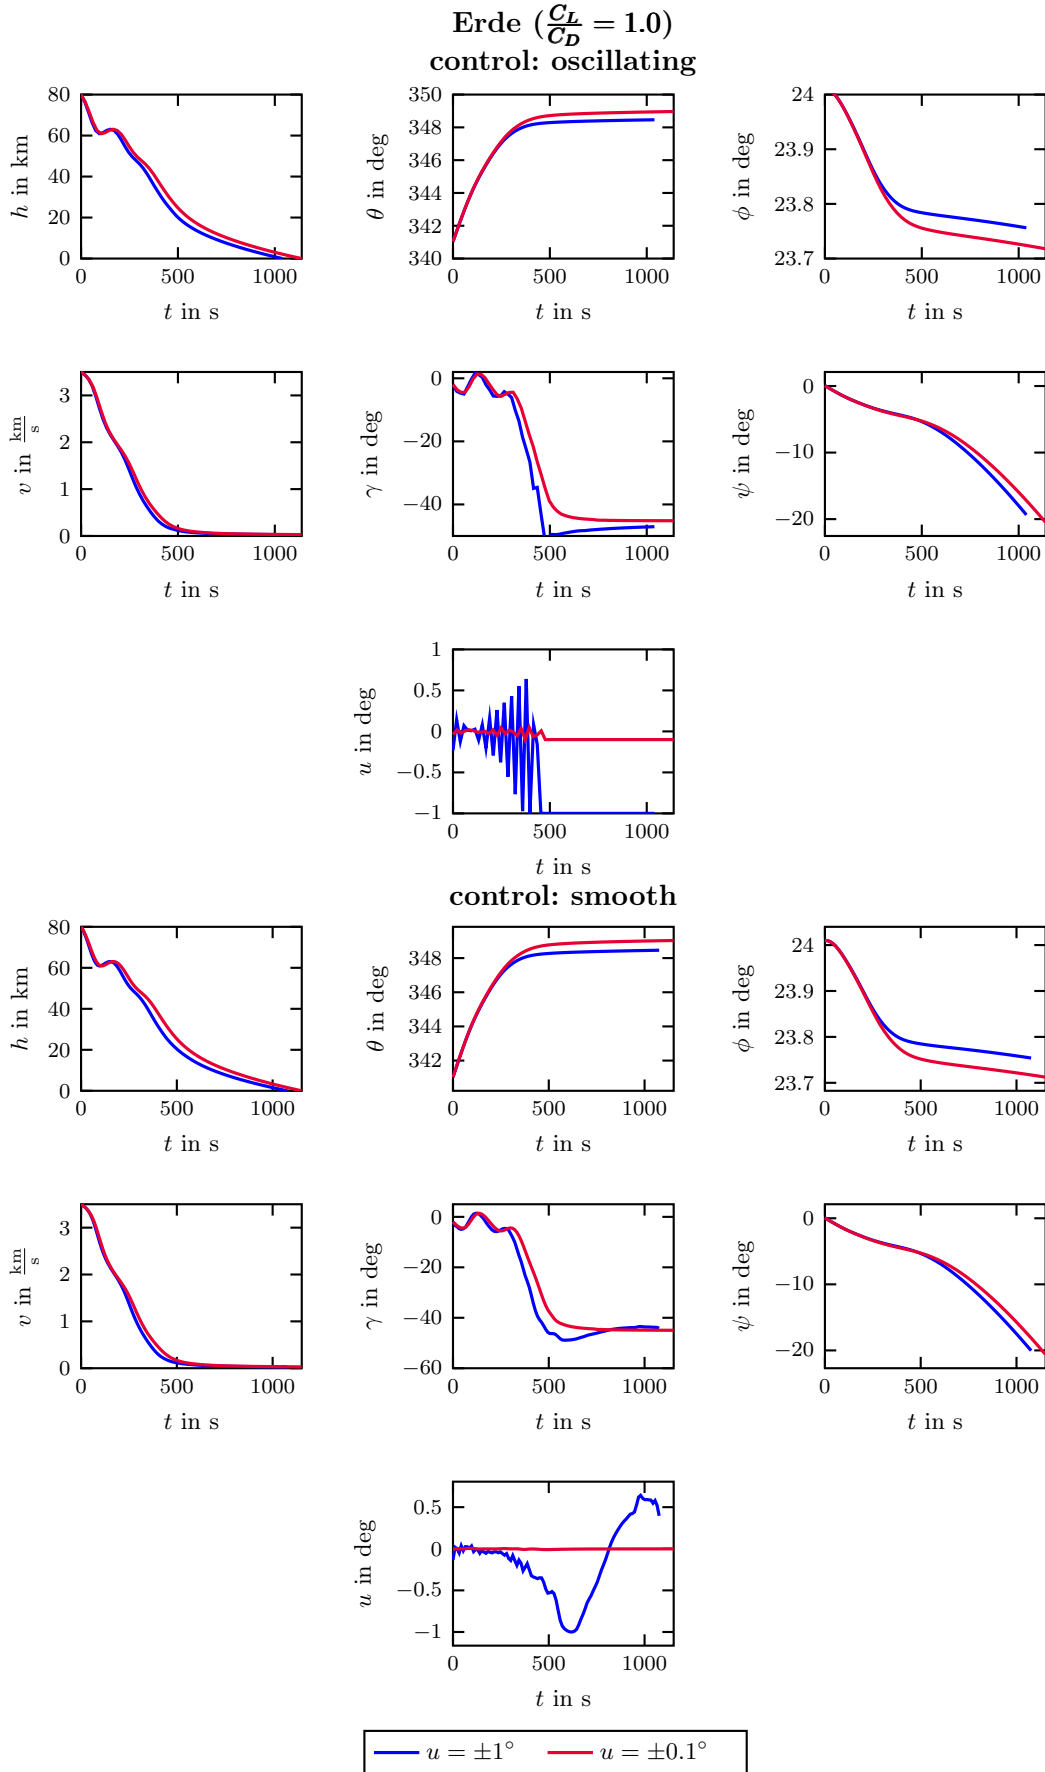 Erde (C_L/C_D = 1.0)
control: oscillating
80
60
40
20
0
h in km
0 500 1000
t in s
350
348
346
344
342
340
θ in deg
0 500 1000
t in s
24
23.9
23.8
23.7
ϕ in deg
0 500 1000
t in s
3
2
1
0
v in km/s
0 500 1000
t in s
0
−20
−40
γ in deg
0 500 1000
t in s
0
−10
−20
ψ in deg
0 500 1000
t in s
1
0.5
0
−0.5
−1
u in deg
0 500 1000
t in s
control: smooth
80
60
40
20
0
h in km
0 500 1000
t in s
348
346
344
342
θ in deg
0 500 1000
t in s
24
23.9
23.8
23.7
ϕ in deg
0 500 1000
t in s
3
2
1
0
v in km/s
0 500 1000
t in s
0
−20
−40
−60
γ in deg
0 500 1000
t in s
0
−10
−20
ψ in deg
0 500 1000
t in s
0.5
0
−0.5
−1
u in deg
0 500 1000
t in s
u = ±1° u = ±0.1°